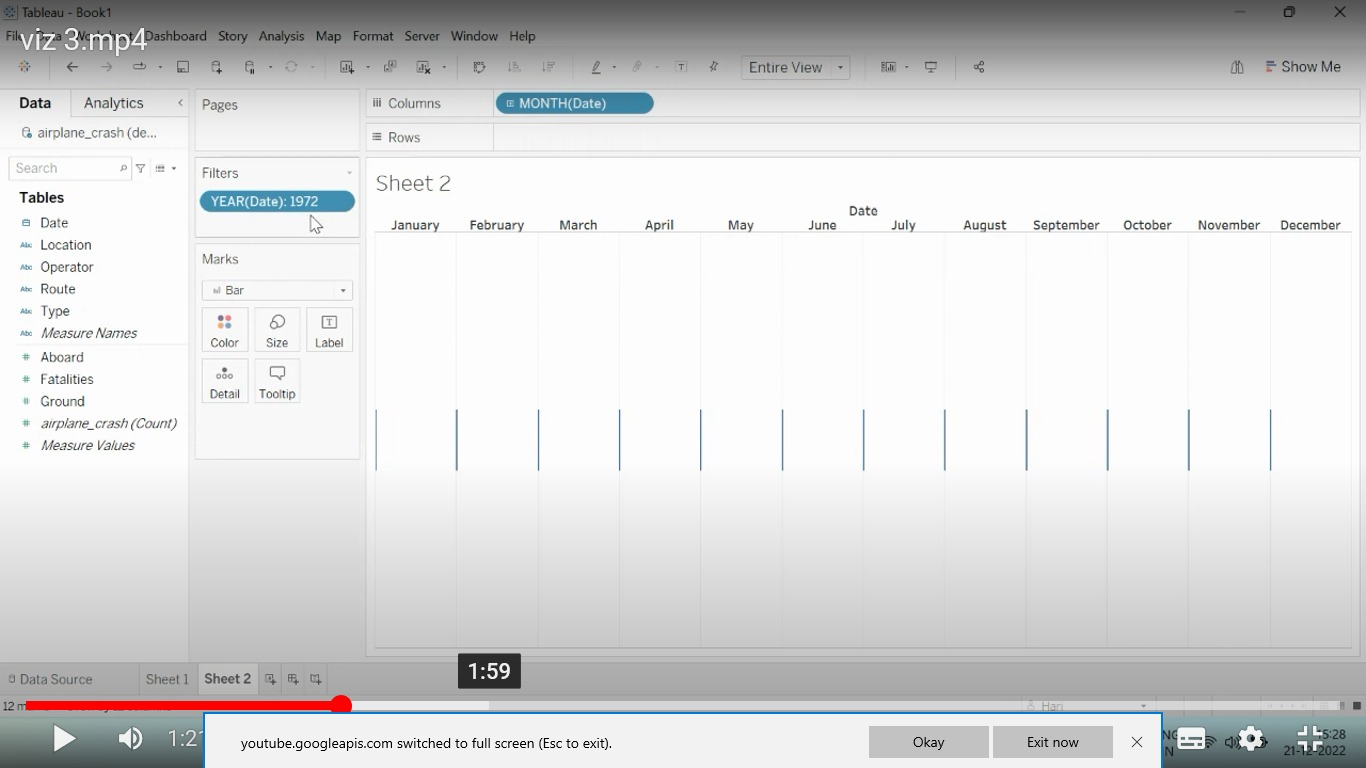 Tableau - Book1
viz 3.mp4
Dashboard Story Analysis Map Format Server Window Help
Entire View
Show Me
Data Analytics
Pages
Columns
MONTH(Date)
airplane_crash (de...
Rows
Search
Filters
YEAR(Date): 1972
Sheet 2
Tables
Date
Location
Operator
Route
Type
Measure Names
Aboard
Fatalities
Ground
airplane_crash (Count)
Measure Values
Marks
Bar
Color Size Label
Detail Tooltip
Date
January February March April May June July August September October November December
1:59
Data Source Sheet 1 Sheet 2
Hari
youtube.googleapis.com switched to full screen (Esc to exit).
Okay
Exit now
21-12-2022